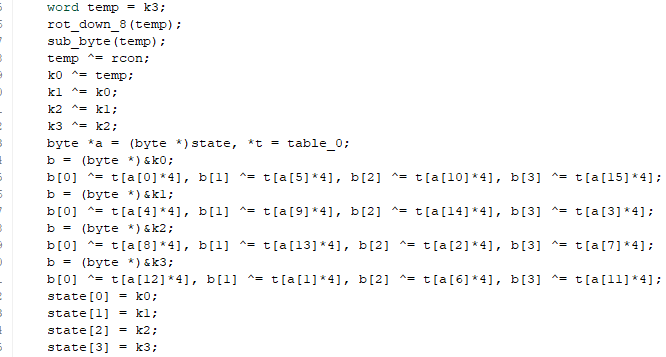 word temp = k3;
rot_down_8(temp);
sub_byte(temp);
temp ^= rcon;
k0 ^= temp;
k1 ^= k0;
k2 ^= k1;
k3 ^= k2;
byte *a = (byte *)state, *t = table_0;
b = (byte *)&k0;
b[0] ^= t[a[0]*4], b[1] ^= t[a[5]*4], b[2] ^= t[a[10]*4], b[3] ^= t[a[15]*4];
b = (byte *)&k1;
b[0] ^= t[a[4]*4], b[1] ^= t[a[9]*4], b[2] ^= t[a[14]*4], b[3] ^= t[a[3]*4];
b = (byte *)&k2;
b[0] ^= t[a[8]*4], b[1] ^= t[a[13]*4], b[2] ^= t[a[2]*4], b[3] ^= t[a[7]*4];
b = (byte *)&k3;
b[0] ^= t[a[12]*4], b[1] ^= t[a[1]*4], b[2] ^= t[a[6]*4], b[3] ^= t[a[11]*4];
state[0] = k0;
state[1] = k1;
state[2] = k2;
state[3] = k3;